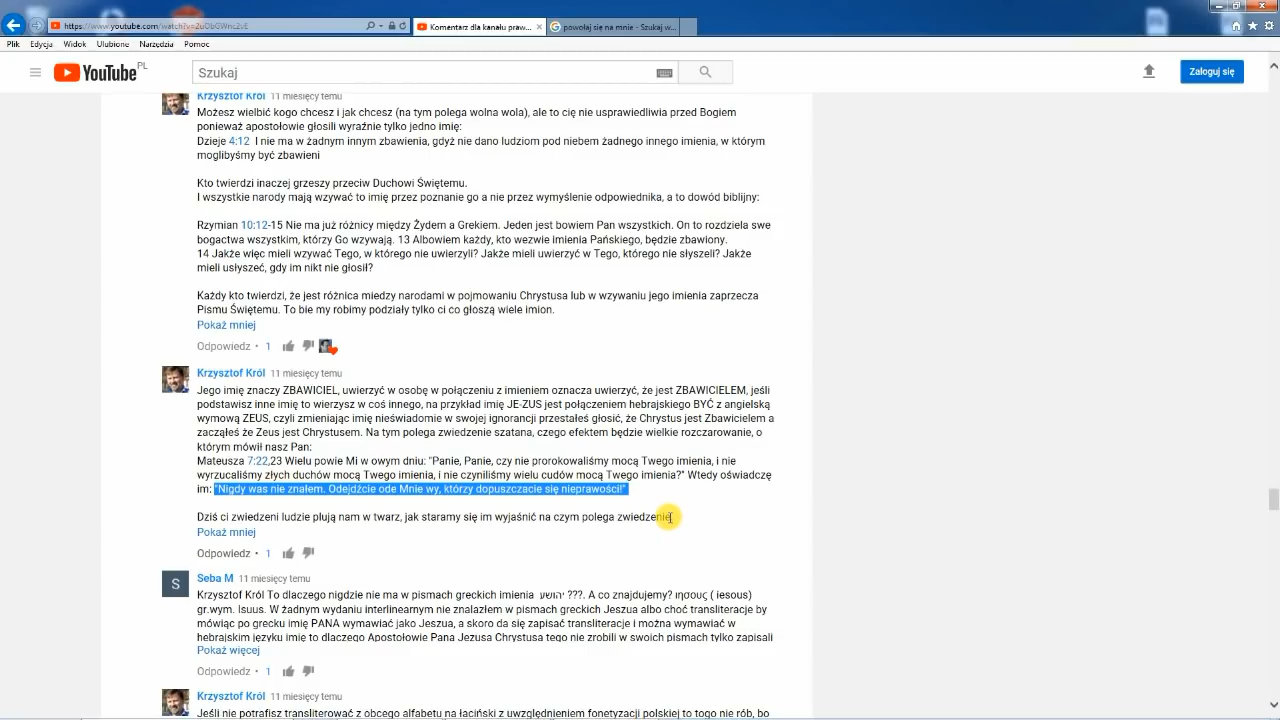 https://www.youtube.com/watch?v=2uObGWnc2vE
Komentarz dla kanału praw...
powołaj się na mnie - Szukaj w...
Plik Edycja Widok Ulubione Narzędzia Pomoc
YouTube PL
Szukaj
Zaloguj się
Krzysztof Król 11 miesięcy temu
Możesz wielbić kogo chcesz i jak chcesz (na tym polega wolna wola), ale to cię nie usprawiedliwia przed Bogiem
ponieważ apostołowie głosili wyraźnie tylko jedno imię:
Dzieje 4:12 I nie ma w żadnym innym zbawienia, gdyż nie dano ludziom pod niebem żadnego innego imienia, w którym
moglibyśmy być zbawieni
Kto twierdzi inaczej grzeszy przeciw Duchowi Świętemu.
I wszystkie narody mają wzywać to imię przez poznanie go a nie przez wymyślenie odpowiednika, a to dowód biblijny:
Rzymian 10:12-15 Nie ma już różnicy między Żydem a Grekiem. Jeden jest bowiem Pan wszystkich. On to rozdziela swe
bogactwa wszystkim, którzy Go wzywają. 13 Albowiem każdy, kto wezwie imienia Pańskiego, będzie zbawiony.
14 Jakże więc mieli wzywać Tego, w którego nie uwierzyli? Jakże mieli uwierzyć w Tego, którego nie słyszeli? Jakże
mieli usłyszeć, gdy im nikt nie głosił?
Każdy kto twierdzi, że jest różnica miedzy narodami w pojmowaniu Chrystusa lub w wzywaniu jego imienia zaprzecza
Pismu Świętemu. To bie my robimy podziały tylko ci co głoszą wiele imion.
Pokaż mniej
Odpowiedz • 1
Krzysztof Król 11 miesięcy temu
Jego imię znaczy ZBAWICIEL, uwierzyć w osobę w połączeniu z imieniem oznacza uwierzyć, że jest ZBAWICIELEM, jeśli
podstawisz inne imię to wierzysz w coś innego, na przykład imię JE-ZUS jest połączeniem hebrajskiego BYĆ z angielską
wymową ZEUS, czyli zmieniając imię nieświadomie w swojej ignorancji przestałeś głosić, że Chrystus jest Zbawicielem a
zacząłeś że Zeus jest Chrystusem. Na tym polega zwiedzenie szatana, czego efektem będzie wielkie rozczarowanie, o
którym mówił nasz Pan:
Mateusza 7:22,23 Wielu powie Mi w owym dniu: "Panie, Panie, czy nie prorokowaliśmy mocą Twego imienia, i nie
wyrzucaliśmy złych duchów mocą Twego imienia, i nie czyniliśmy wielu cudów mocą Twego imienia?" Wtedy oświadczę
im: "Nigdy was nie znałem. Odejdźcie ode Mnie wy, którzy dopuszczacie się nieprawości!"
Dziś ci zwiedzeni ludzie plują nam w twarz, jak staramy się im wyjaśnić na czym polega zwiedzenie.
Pokaż mniej
Odpowiedz • 1
S
Seba M 11 miesięcy temu
Krzysztof Król To dlaczego nigdzie nie ma w pismach greckich imienia יהושע ???. A co znajdujemy? ιησους ( iesous)
gr.wym. Isuus. W żadnym wydaniu interlinearnym nie znalazłem w pismach greckich Jeszua albo choć transliteracje by
mówiąc po grecku imię PANA wymawiać jako Jeszua, a skoro da się zapisać transliteracje i można wymawiać w
hebrajskim języku imię to dlaczego Apostołowie Pana Jezusa Chrystusa tego nie zrobili w swoich pismach tylko zapisali
Pokaż więcej
Odpowiedz • 1
Krzysztof Król 11 miesięcy temu
Jeśli nie potrafisz transliterować z obcego alfabetu na łaciński z uwzględnieniem fonetyzacji polskiej to togo nie rób, bo